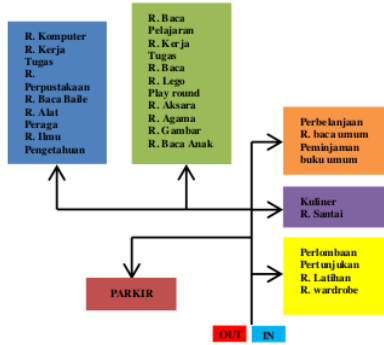 R. Komputer
R. Kerja
Tugas
R.
Perpustakaan
R. Baca Baile
R. Alat
Peraga
R. Ilmu
Pengetahuan
R. Baca
Pelajaran
R. Kerja
Tugas
R. Baca
R. Lego
Play round
R. Aksara
R. Agama
R. Gambar
R. Baca Anak
Perbelanjaan
R. baca umum
Peminjaman
buku umum
Kuliner
R. Santai
Perlombaan
Pertunjukan
R. Latihan
R. wardrobe
PARKIR
OUT
IN